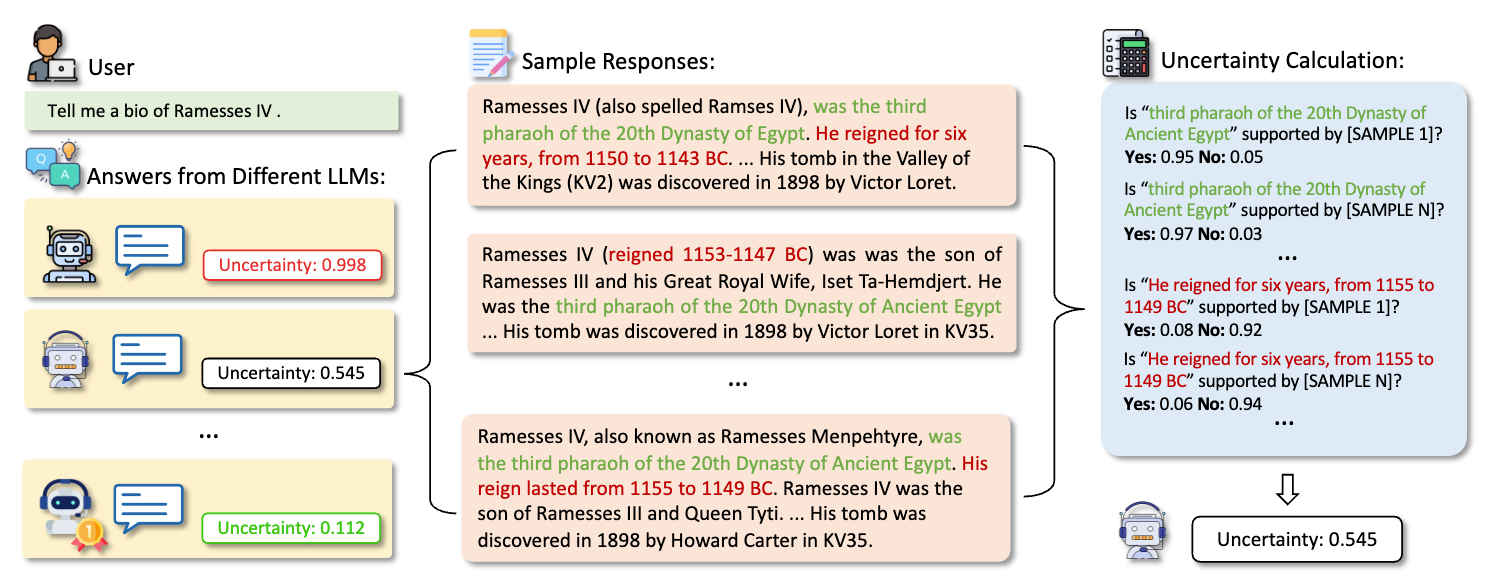 User
Tell me a bio of Ramesses IV .
Q
A
Answers from Different LLMs:
Uncertainty: 0.998
Uncertainty: 0.545
...
1
Uncertainty: 0.112
Sample Responses:
Ramesses IV (also spelled Ramses IV), was the third
pharaoh of the 20th Dynasty of Egypt. He reigned for six
years, from 1150 to 1143 BC. ... His tomb in the Valley of
the Kings (KV2) was discovered in 1898 by Victor Loret.
Ramesses IV (reigned 1153-1147 BC) was was the son of
Ramesses III and his Great Royal Wife, Iset Ta-Hemdjert. He
was the third pharaoh of the 20th Dynasty of Ancient Egypt
... His tomb was discovered in 1898 by Victor Loret in KV35.
...
Ramesses IV, also known as Ramesses Menpehtyre, was
the third pharaoh of the 20th Dynasty of Ancient Egypt. His
reign lasted from 1155 to 1149 BC. Ramesses IV was the
son of Ramesses III and Queen Tyti. ... His tomb was
discovered in 1898 by Howard Carter in KV35.
Uncertainty Calculation:
Is “third pharaoh of the 20th Dynasty of
Ancient Egypt” supported by [SAMPLE 1]?
Yes: 0.95 No: 0.05
Is “third pharaoh of the 20th Dynasty of
Ancient Egypt” supported by [SAMPLE N]?
Yes: 0.97 No: 0.03
...
Is “He reigned for six years, from 1155 to
1149 BC” supported by [SAMPLE 1]?
Yes: 0.08 No: 0.92
Is “He reigned for six years, from 1155 to
1149 BC” supported by [SAMPLE N]?
Yes: 0.06 No: 0.94
...
Uncertainty: 0.545